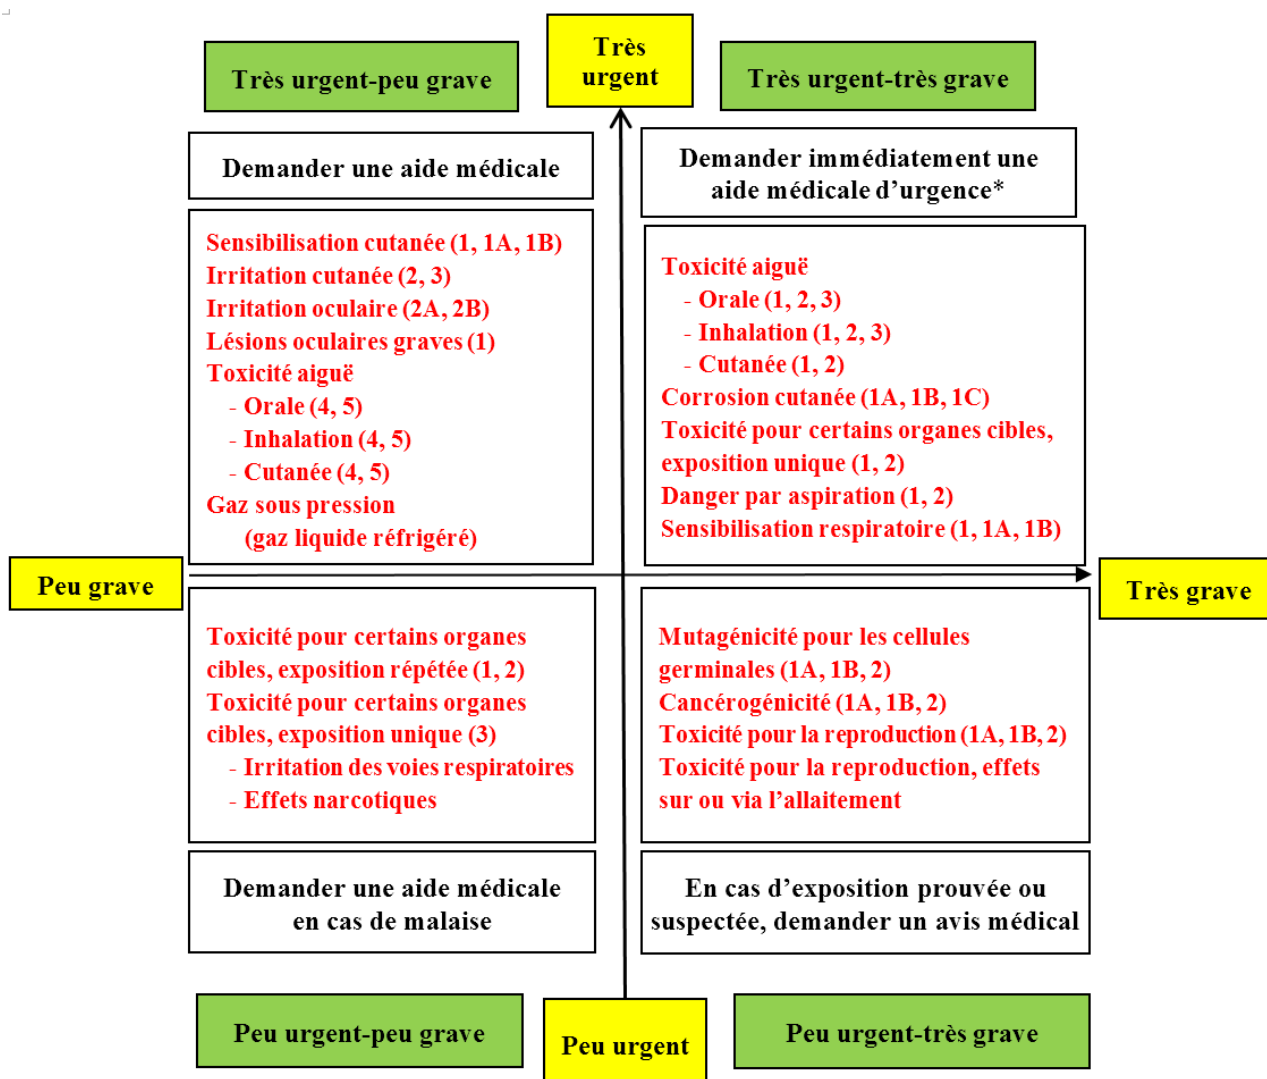 Très
urgent
Très urgent-peu grave
Très urgent-très grave
Demander une aide médicale
Demander immédiatement une
aide médicale d’urgence*
Sensibilisation cutanée (1, 1A, 1B)
Irritation cutanée (2, 3)
Irritation oculaire (2A, 2B)
Lésions oculaires graves (1)
Toxicité aiguë
- Orale (4, 5)
- Inhalation (4, 5)
- Cutanée (4, 5)
Gaz sous pression
(gaz liquide réfrigéré)
Toxicité aiguë
- Orale (1, 2, 3)
- Inhalation (1, 2, 3)
- Cutanée (1, 2)
Corrosion cutanée (1A, 1B, 1C)
Toxicité pour certains organes cibles,
exposition unique (1, 2)
Danger par aspiration (1, 2)
Sensibilisation respiratoire (1, 1A, 1B)
Peu grave
Très grave
Toxicité pour certains organes
cibles, exposition répétée (1, 2)
Toxicité pour certains organes
cibles, exposition unique (3)
- Irritation des voies respiratoires
- Effets narcotiques
Mutagénicité pour les cellules
germinales (1A, 1B, 2)
Cancérogénicité (1A, 1B, 2)
Toxicité pour la reproduction (1A, 1B, 2)
Toxicité pour la reproduction, effets
sur ou via l’allaitement
Demander une aide médicale
en cas de malaise
En cas d’exposition prouvée ou
suspectée, demander un avis médical
Peu urgent-peu grave
Peu urgent
Peu urgent-très grave